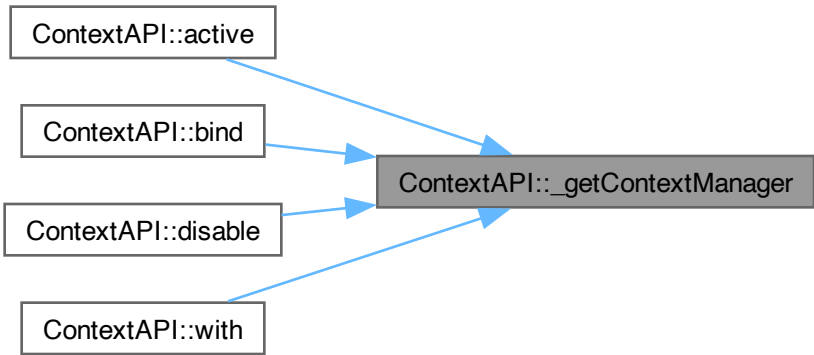 ContextAPI::active
ContextAPI::bind
ContextAPI::_getContextManager
ContextAPI::disable
ContextAPI::with